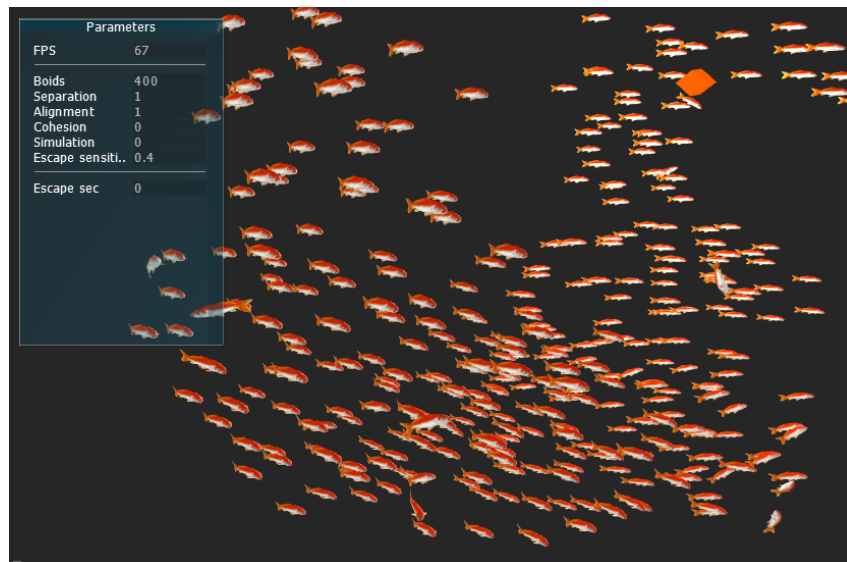 Parameters
FPS 67
Boids 400
Separation 1
Alignment 1
Cohesion 0
Simulation 0
Escape sensiti.. 0.4
Escape sec 0